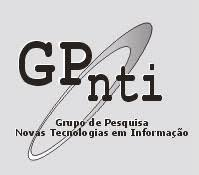 GPnti
Grupo de Pesquisa
Novas Tecnologias em Informação